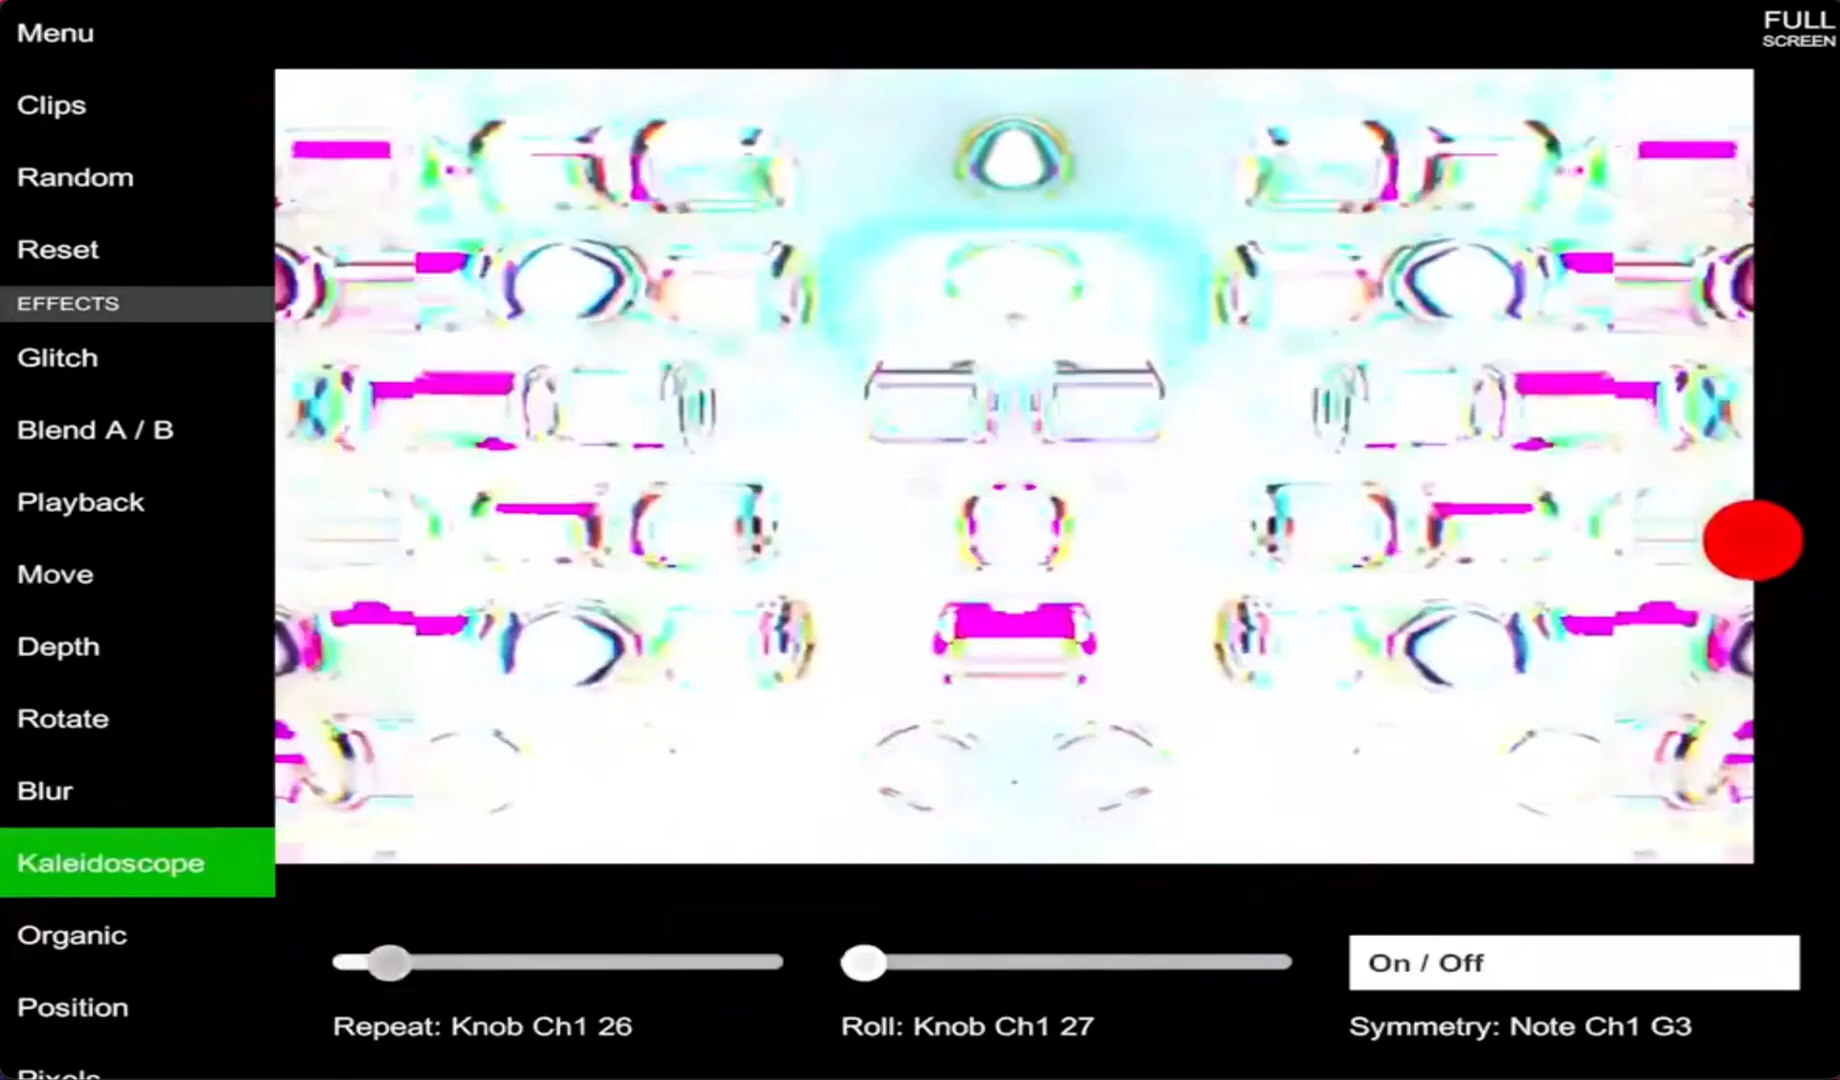 Menu
FULL
SCREEN
Clips
Random
Reset
EFFECTS
Glitch
Blend A / B
Playback
Move
Depth
Rotate
Blur
Kaleidoscope
Organic
Position
Pixels
On / Off
Repeat: Knob Ch1 26
Roll: Knob Ch1 27
Symmetry: Note Ch1 G3